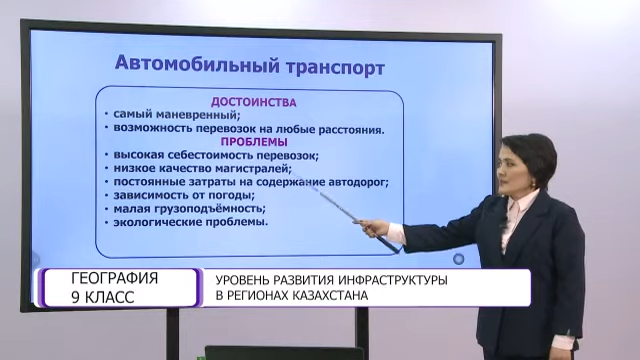 Автомобильный транспорт
ДОСТОИНСТВА
• самый маневренный;
• возможность перевозок на любые расстояния.
ПРОБЛЕМЫ
• высокая себестоимость перевозок;
• низкое качество магистралей;
• постоянные затраты на содержание автодорог;
• зависимость от погоды;
• малая грузоподъёмность;
• экологические проблемы.
ГЕОГРАФИЯ
9 КЛАСС
УРОВЕНЬ РАЗВИТИЯ ИНФРАСТРУКТУРЫ
В РЕГИОНАХ КАЗАХСТАНА